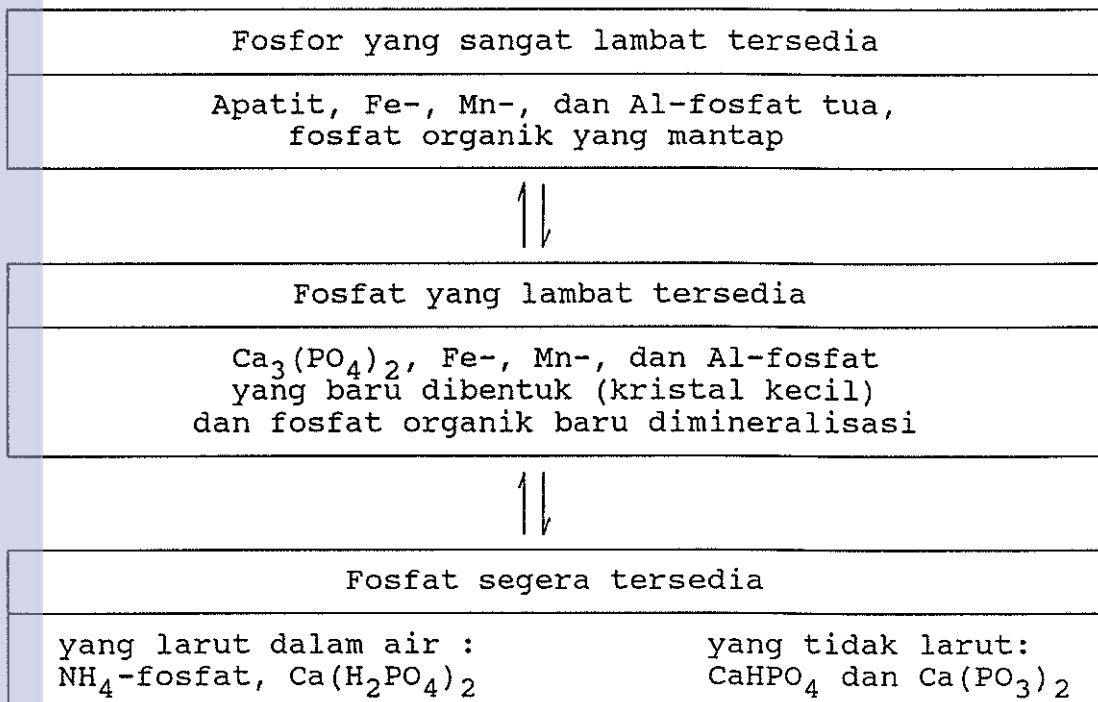 Fosfor yang sangat lambat tersedia
Apatit, Fe-, Mn-, dan Al-fosfat tua,
fosfat organik yang mantap
Fosfat yang lambat tersedia
Ca₃(PO₄)₂, Fe-, Mn-, dan Al-fosfat
yang baru dibentuk (kristal kecil)
dan fosfat organik baru dimineralisasi
Fosfat segera tersedia
yang larut dalam air :
NH₄-fosfat, Ca(H₂PO₄)₂
yang tidak larut:
CaHPO₄ dan Ca(PO₃)₂